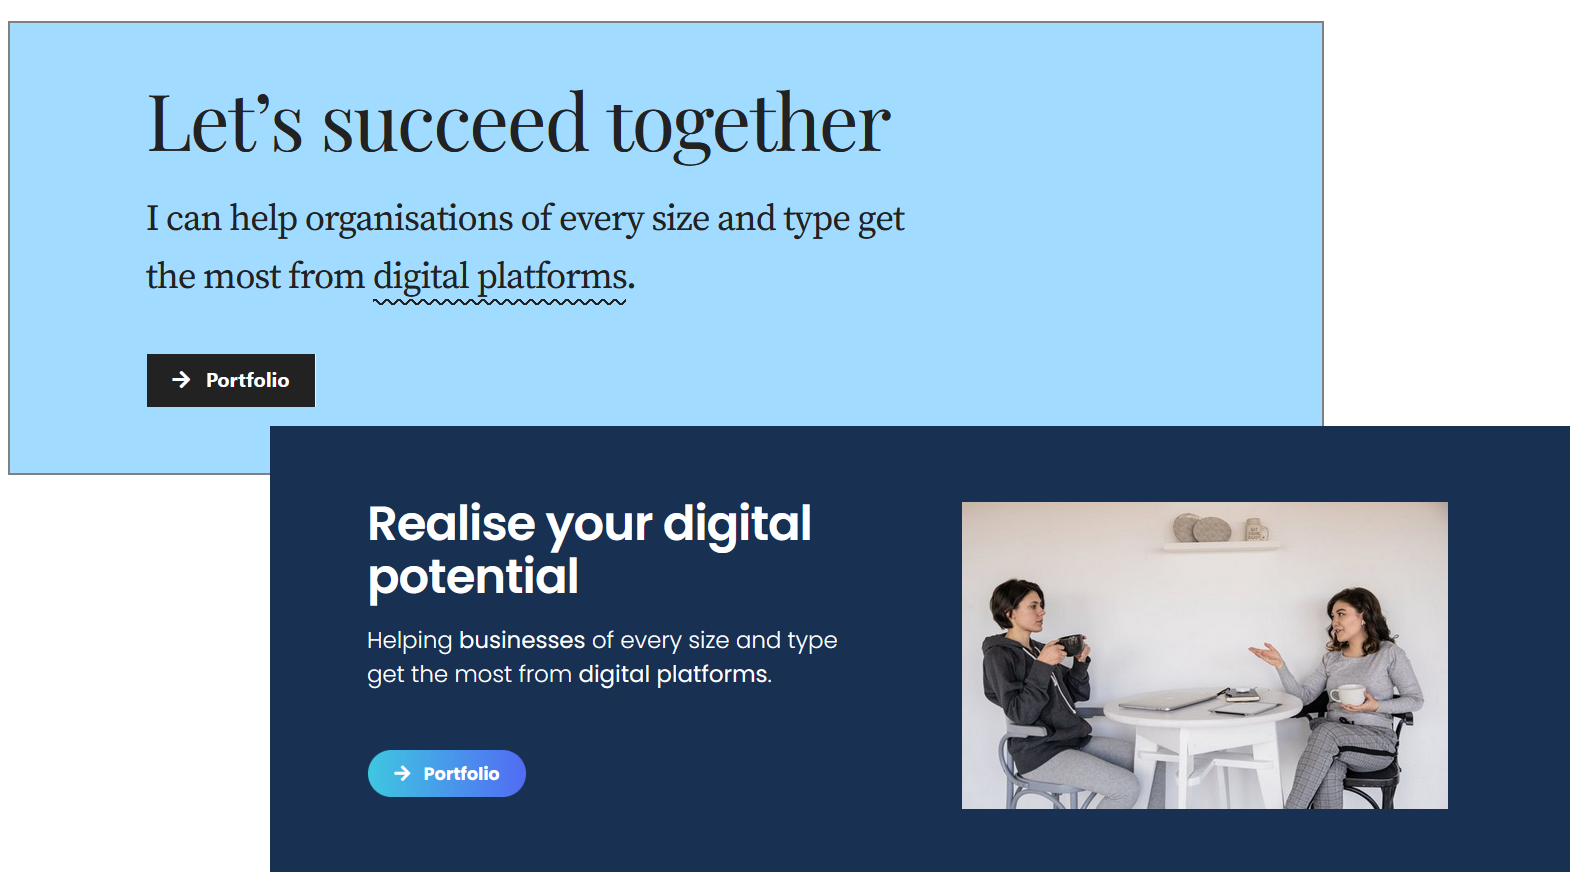 Let’s succeed together
I can help organisations of every size and type get
the most from digital platforms.
Portfolio
Realise your digital
potential
Helping businesses of every size and type
get the most from digital platforms.
Portfolio